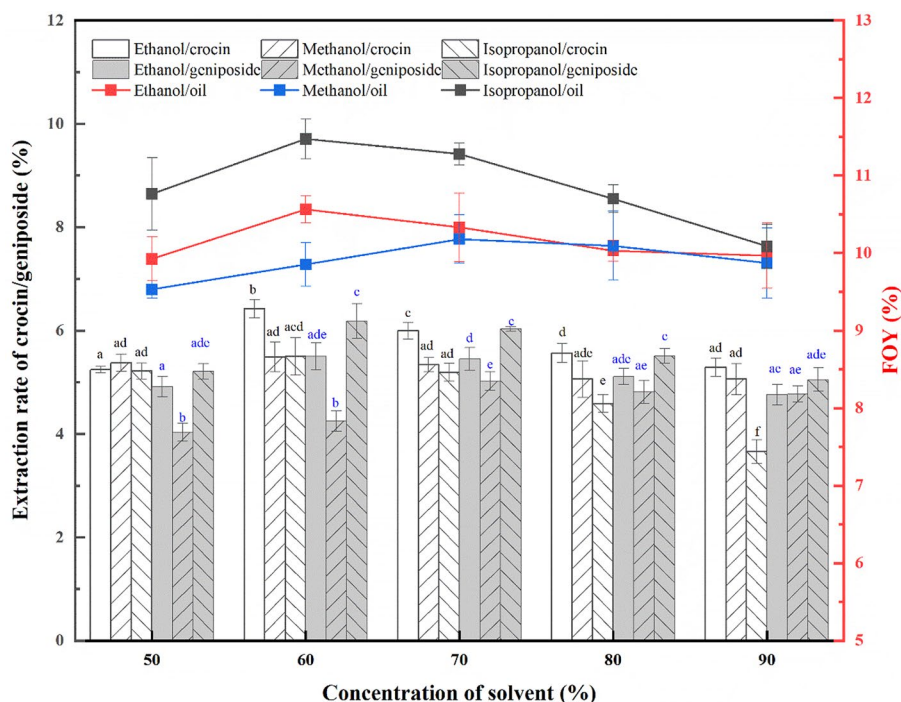 12
10
8
6
4
2
0
Extraction rate of crocin/geniposide (%)
Ethanol/crocin Methanol/crocin Isopropanol/crocin
Ethanol/geniposide Methanol/geniposide Isopropanol/geniposide
Ethanol/oil Methanol/oil Isopropanol/oil
a ad ad a b
b ad acd ade b c
c ad ad d e c
d ade e ae c
ad ad f ae ae
50 60 70 80 90
Concentration of solvent (%)
13
12
11
10
9
8
7
6
5
FOY (%)